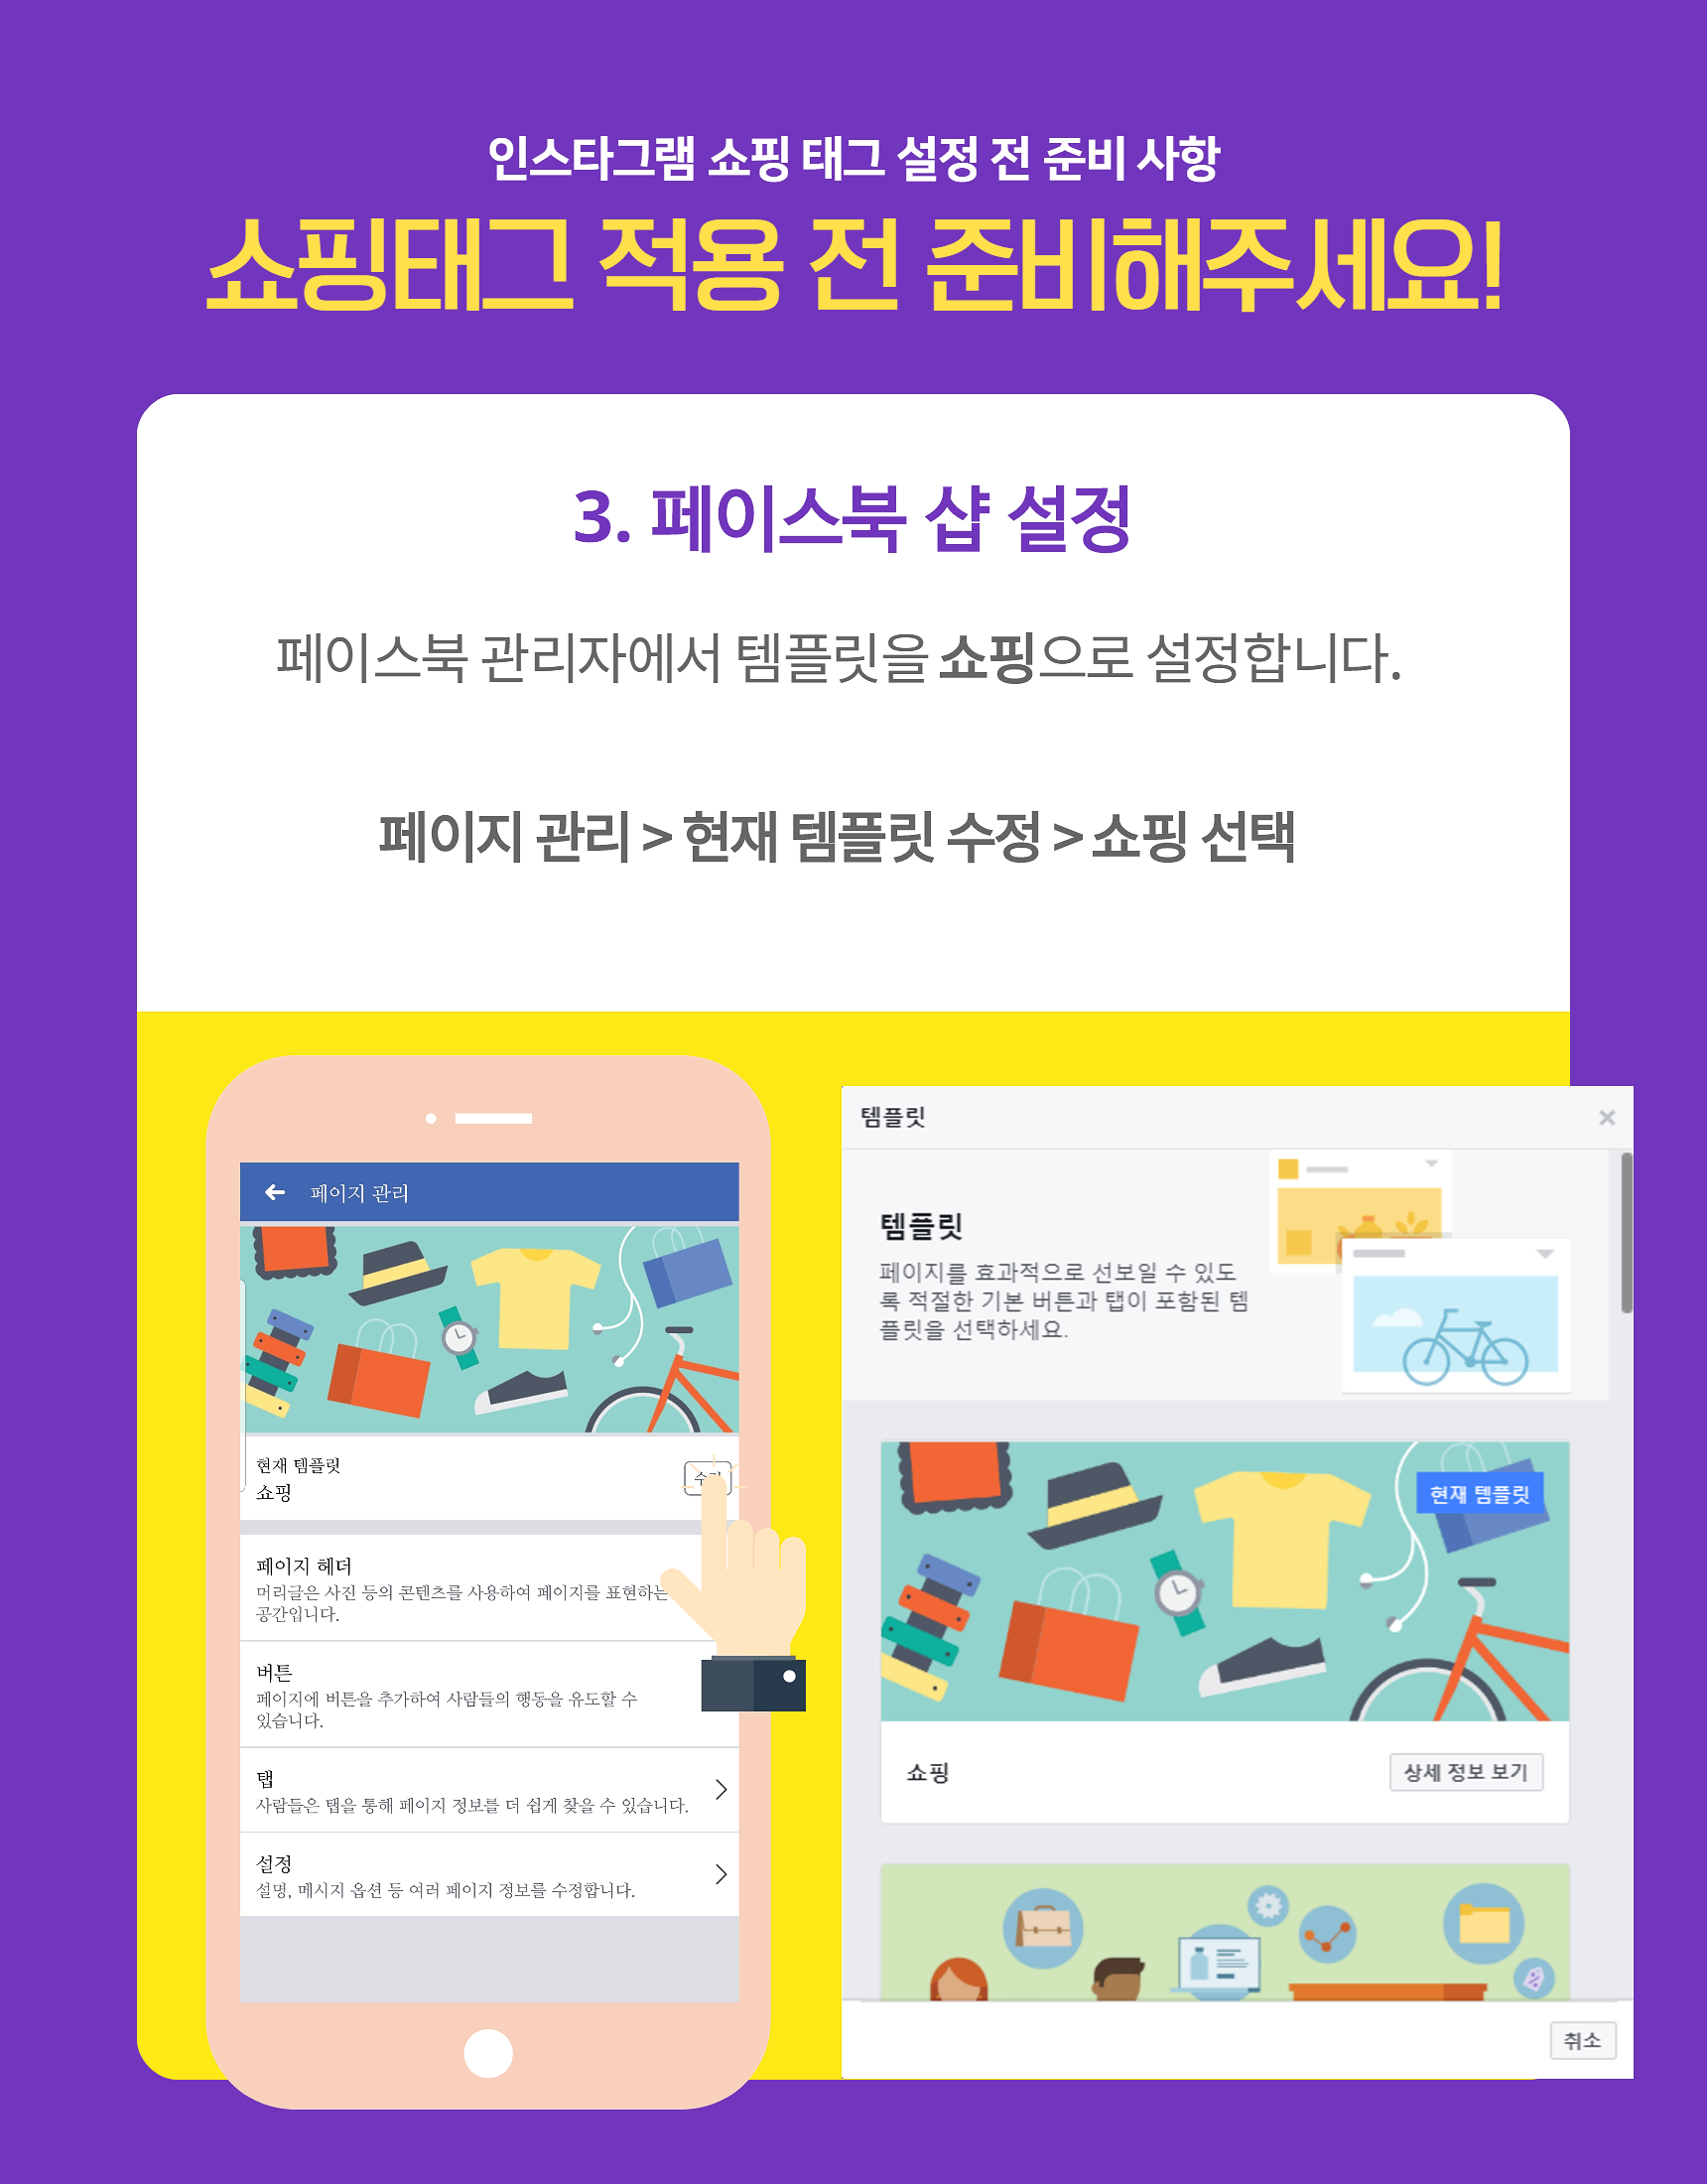 인스타그램 쇼핑 태그 설정 전 준비 사항
쇼핑태그 적용 전 준비해주세요!
3. 페이스북 샵 설정
페이스북 관리자에서 템플릿을 쇼핑으로 설정합니다.
페이지 관리 > 현재 템플릿 수정 > 쇼핑 선택
페이지 관리
현재 템플릿
쇼핑
페이지 헤더
머리글은 사진 등의 콘텐츠를 사용하여 페이지를 표현하는
공간입니다.
버튼
페이지에 버튼을 추가하여 사람들의 행동을 유도할 수
있습니다.
탭
사람들은 탭을 통해 페이지 정보를 더 쉽게 찾을 수 있습니다.
설정
설명, 메시지 옵션 등 여러 페이지 정보를 수정합니다.
템플릿
×
템플릿
페이지를 효과적으로 선보일 수 있도
록 적절한 기본 버튼과 탭이 포함된 템
플릿을 선택하세요.
현재 템플릿
쇼핑
상세 정보 보기
취소